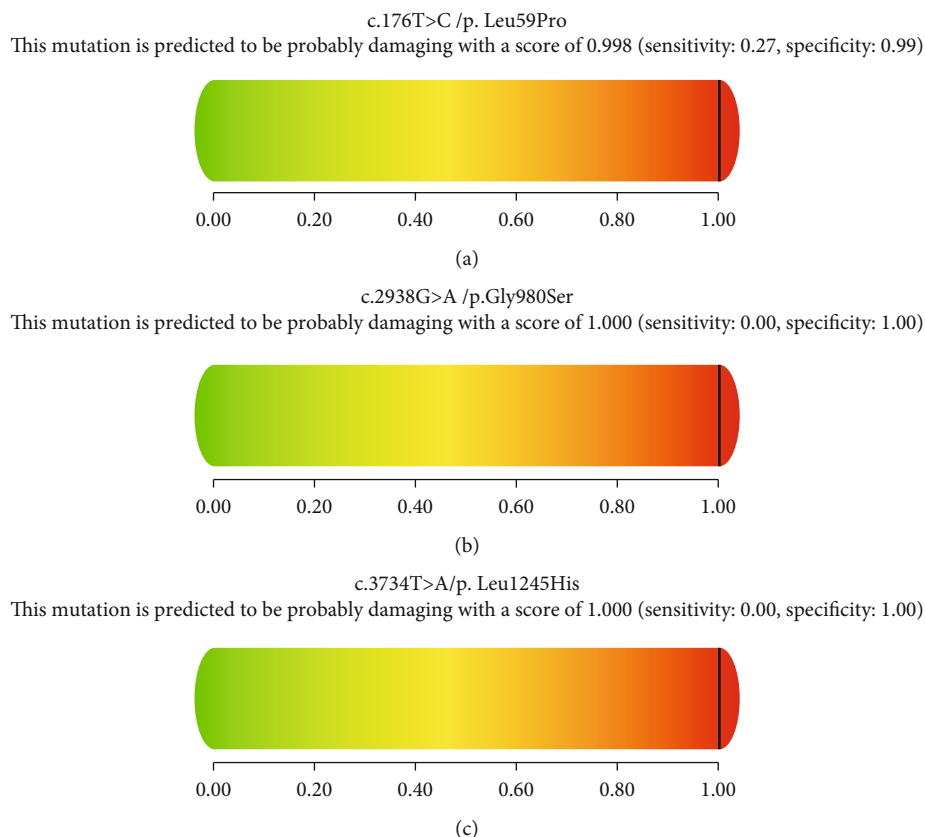 c.176T>C /p. Leu59Pro
This mutation is predicted to be probably damaging with a score of 0.998 (sensitivity: 0.27, specificity: 0.99)
0.00 0.20 0.40 0.60 0.80 1.00
(a)
c.2938G>A /p.Gly980Ser
This mutation is predicted to be probably damaging with a score of 1.000 (sensitivity: 0.00, specificity: 1.00)
0.00 0.20 0.40 0.60 0.80 1.00
(b)
c.3734T>A/p. Leu1245His
This mutation is predicted to be probably damaging with a score of 1.000 (sensitivity: 0.00, specificity: 1.00)
0.00 0.20 0.40 0.60 0.80 1.00
(c)